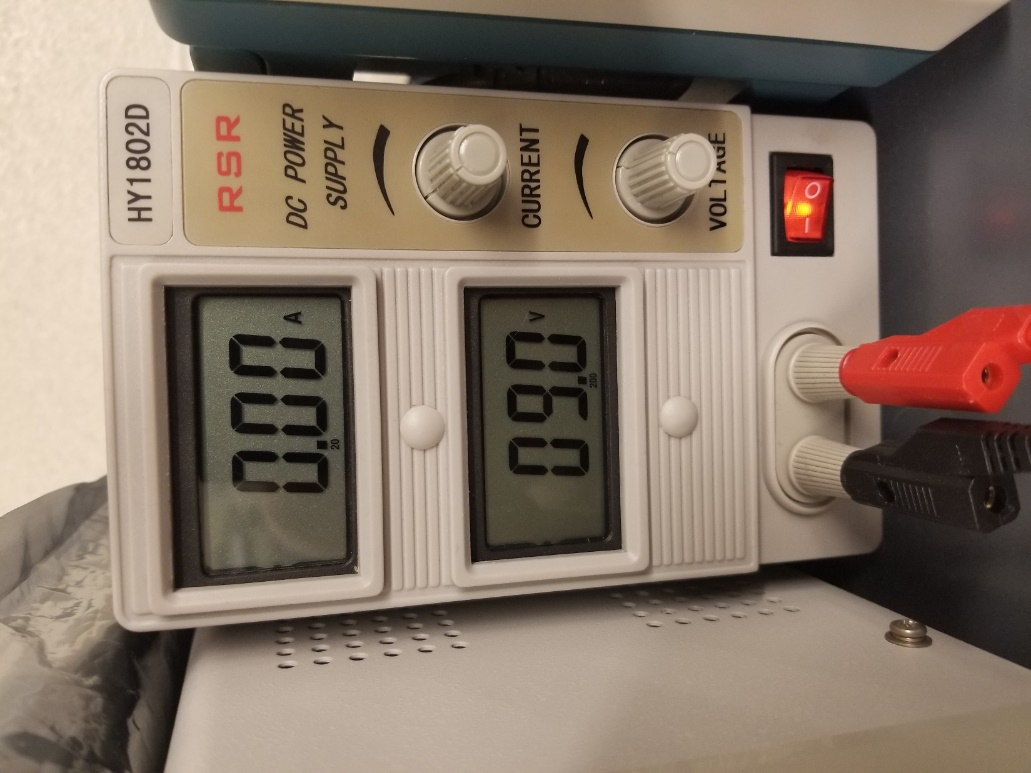 HY1802D
RSR
DC POWER
SUPPLY
CURRENT
VOLTAGE
0.00 A
20
09.0 V
200